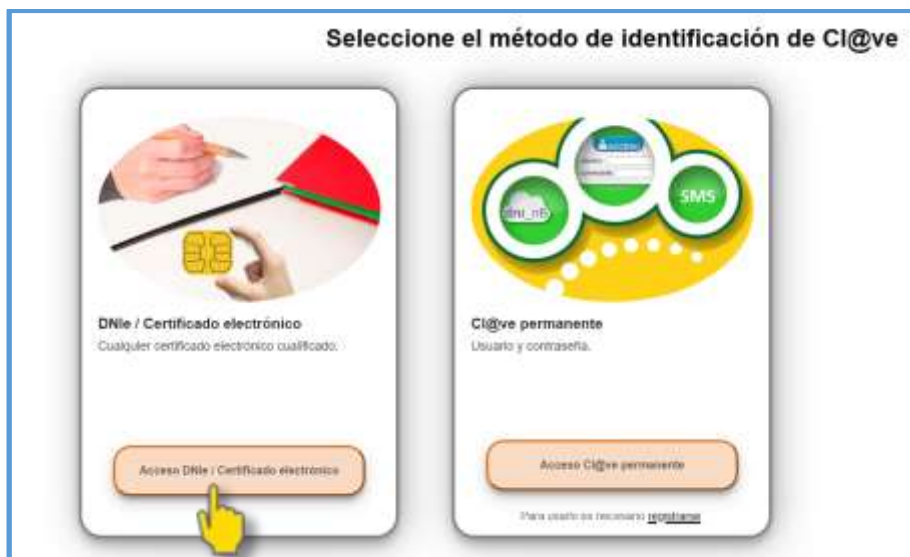 Seleccione el método de identificación de Cl@ve
DNIe / Certificado electrónico
Cualquier certificado electrónico cualificado.
Acceso DNIe / Certificado electrónico
SMS
Cl@ve permanente
Usuario y contraseña.
Acceso Cl@ve permanente
Para usarlo es necesario registrarse